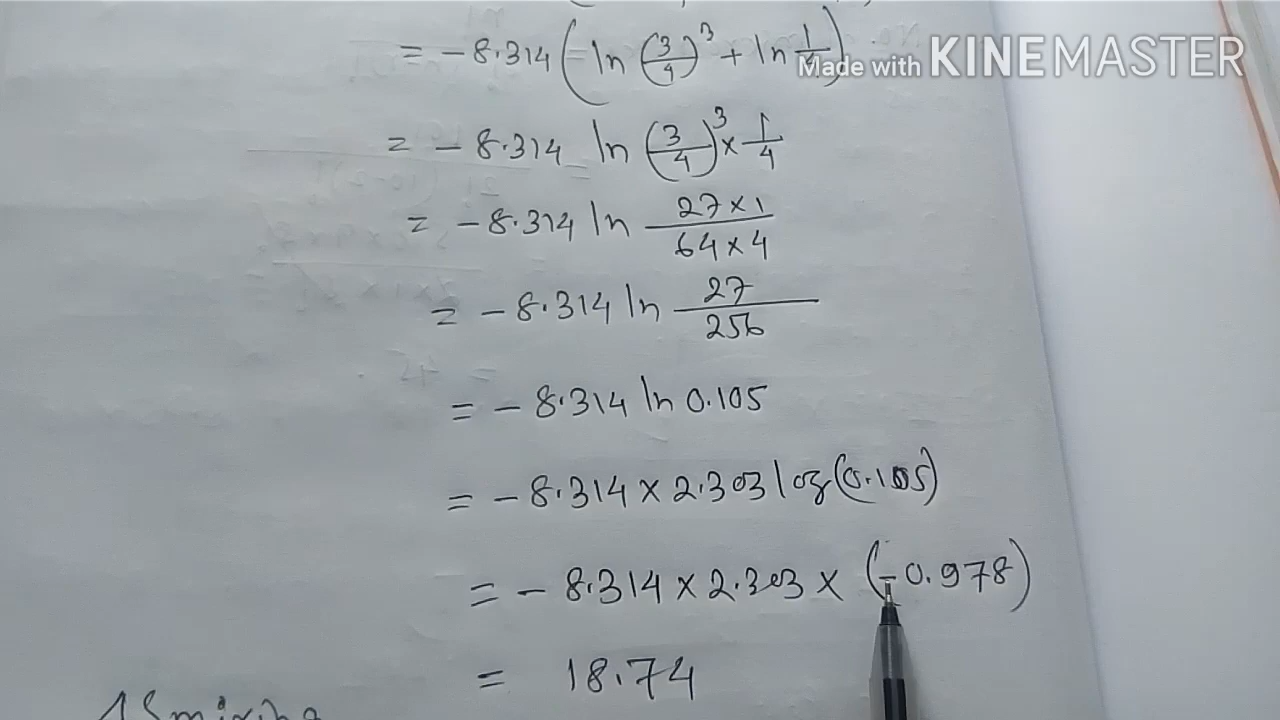 = -8.314 (ln (3/4)^3 + ln 1/4)
Made with KINEMASTER
= -8.314 ln (3/4)^3 × 1/4
= -8.314 ln 27×1/64×4
= -8.314 ln 27/256
= -8.314 ln 0.105
= -8.314 × 2.303 log (0.105)
= -8.314 × 2.303 × (-0.978)
= 18.74